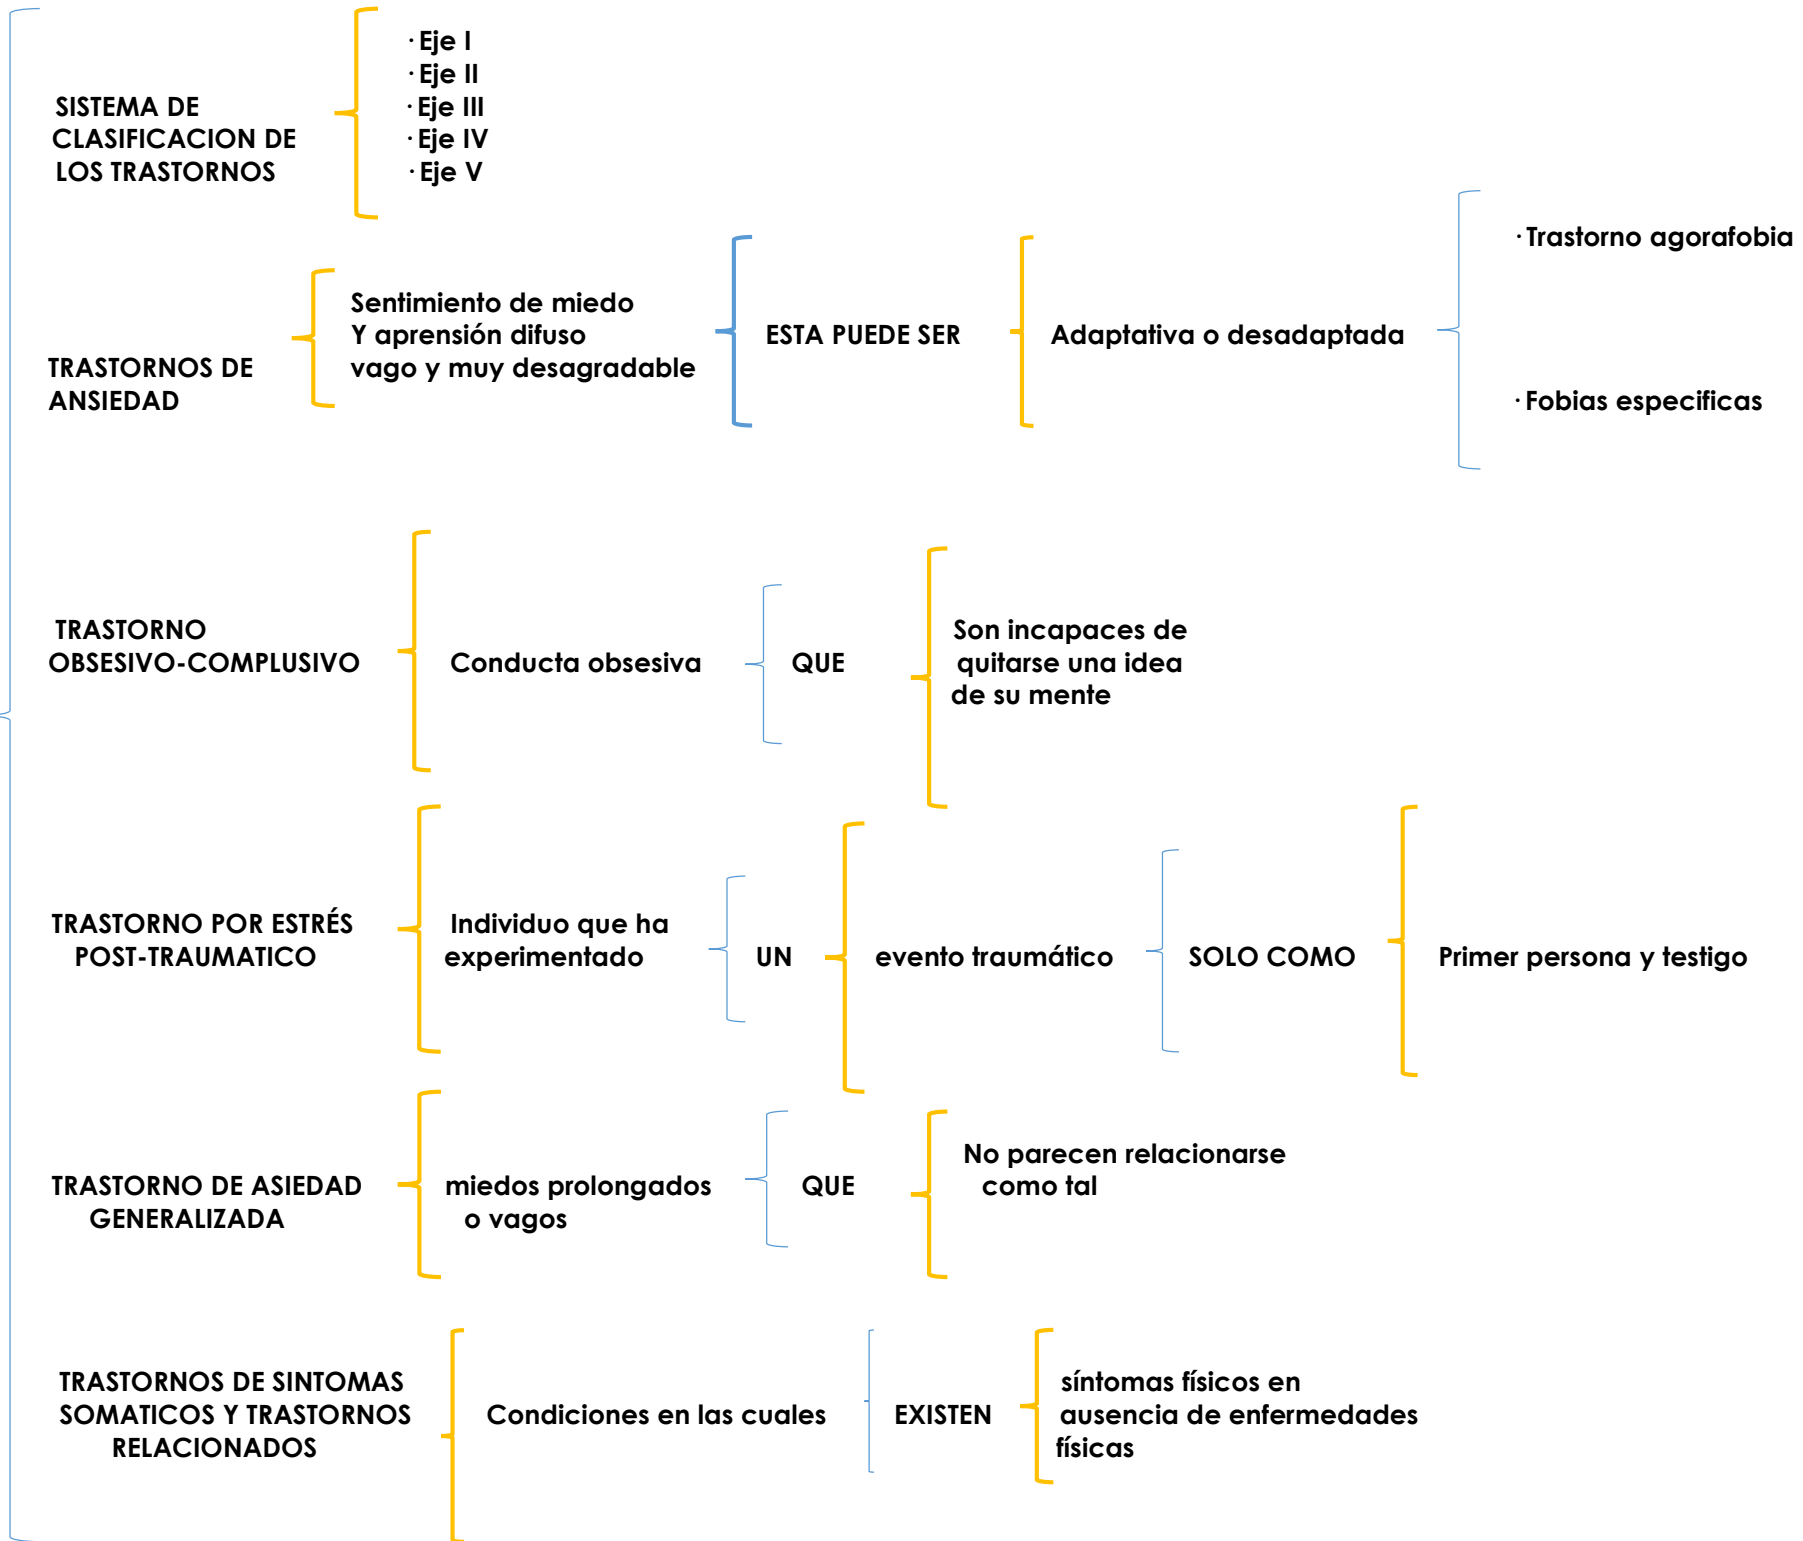 SISTEMA DE
CLASIFICACION DE
LOS TRASTORNOS
· Eje I
· Eje II
· Eje III
· Eje IV
· Eje V
TRASTORNOS DE
ANSIEDAD
Sentimiento de miedo
Y aprensión difuso
vago y muy desagradable
ESTA PUEDE SER
Adaptativa o desadaptada
· Trastorno agorafobia
· Fobias especificas
TRASTORNO
OBSESIVO-COMPLUSIVO
Conducta obsesiva
QUE
Son incapaces de
quitarse una idea
de su mente
TRASTORNO POR ESTRÉS
POST-TRAUMATICO
Individuo que ha
experimentado
UN
evento traumático
SOLO COMO
Primer persona y testigo
TRASTORNO DE ASIEDAD
GENERALIZADA
miedos prolongados
o vagos
QUE
No parecen relacionarse
como tal
TRASTORNOS DE SINTOMAS
SOMATICOS Y TRASTORNOS
RELACIONADOS
Condiciones en las cuales
EXISTEN
síntomas físicos en
ausencia de enfermedades
físicas